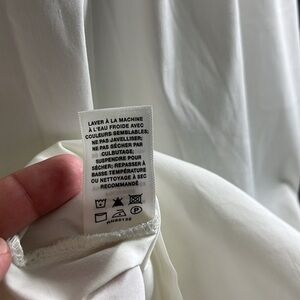 LAVER À LA MACHINE
À L'EAU FROIDE AVEC
COULEURS SEMBLABLES;
NE PAS JAVELLISER;
NE PAS SÉCHER PAR
CULBUTAGE;
SUSPENDRE POUR
SÉCHER; REPASSER À
BASSE TEMPÉRATURE
OU NETTOYAGE À SEC
RECOMMANDÉ
P